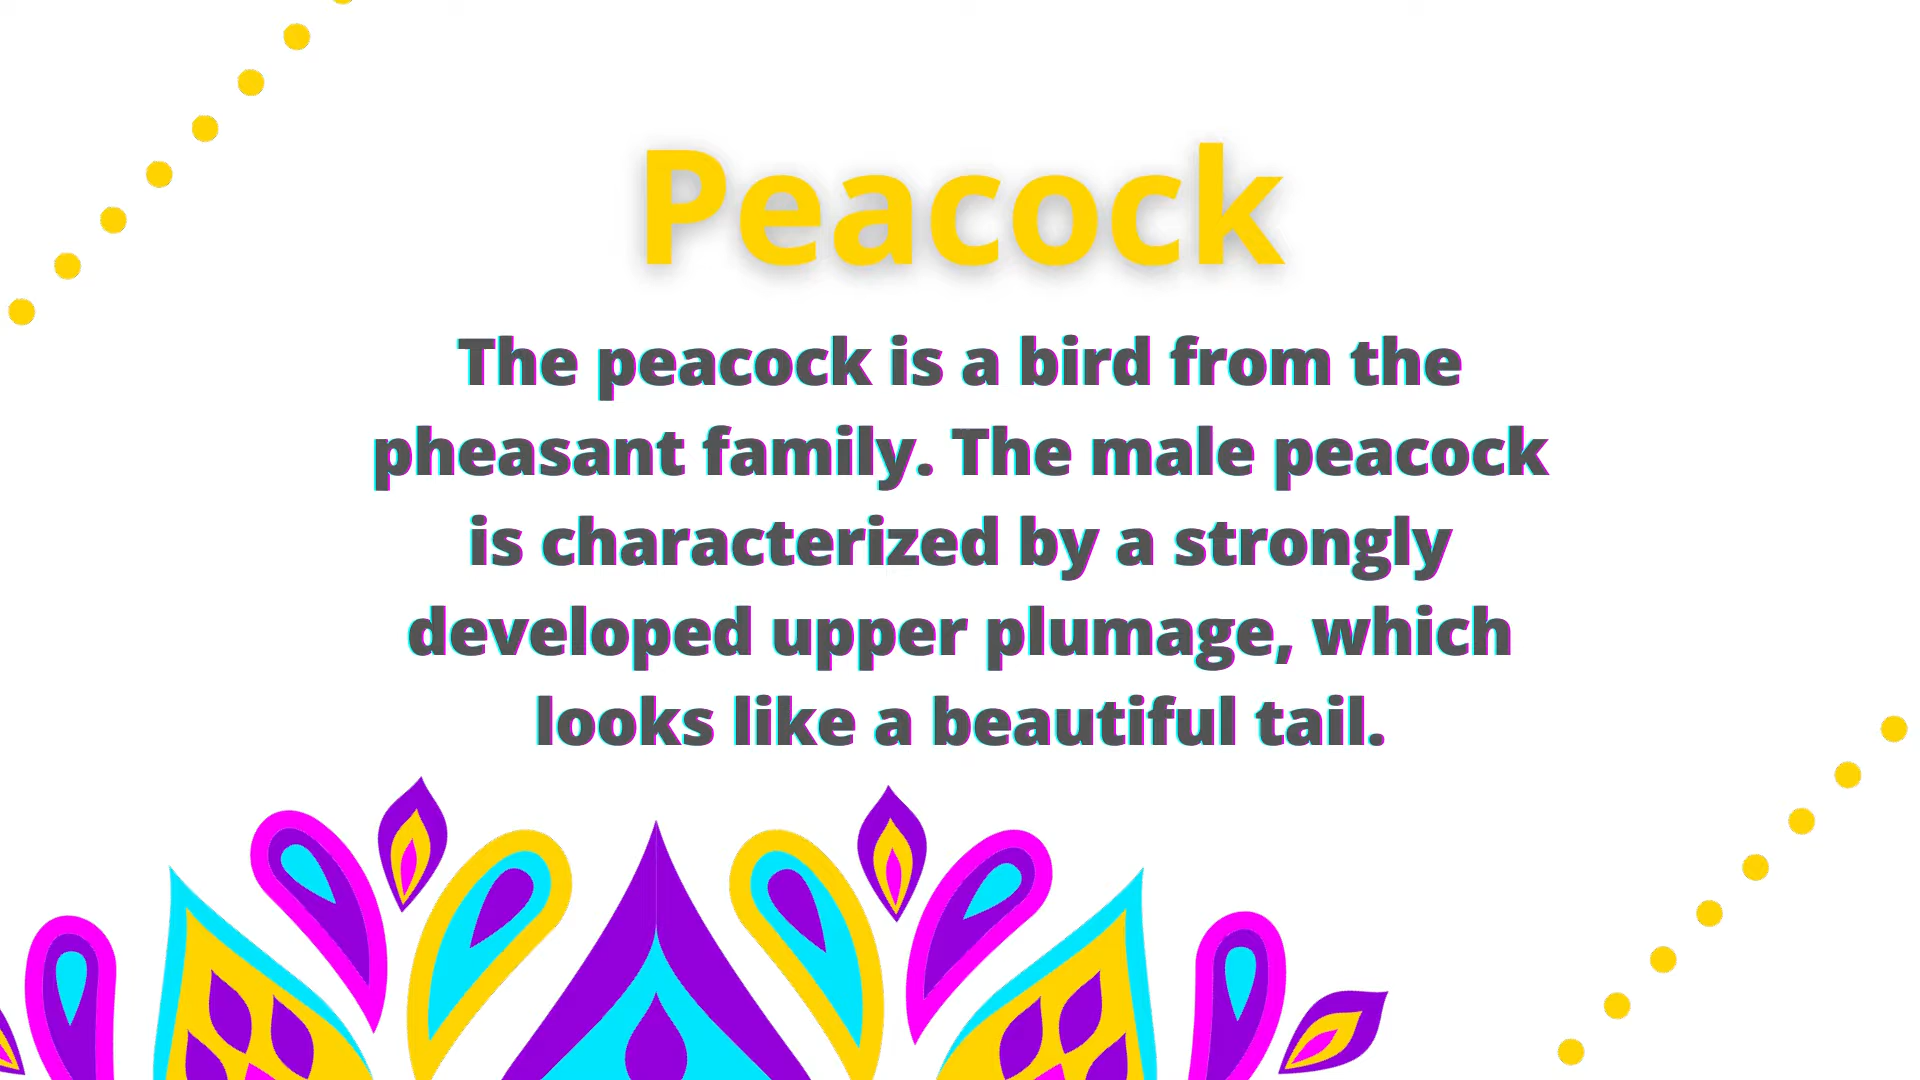 Peacock
The peacock is a bird from the
pheasant family. The male peacock
is characterized by a strongly
developed upper plumage, which
looks like a beautiful tail.